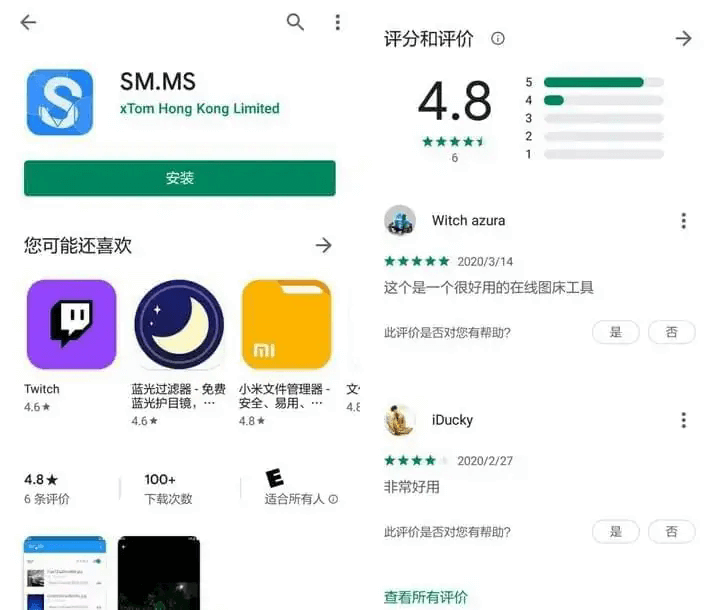 SM.MS
xTom Hong Kong Limited
安装
您可能还喜欢
mi
Twitch
4.6★
蓝光过滤器 - 免费
蓝光护目镜，…
4.6★
小米文件管理器 -
安全、易用、…
4.8★
文
4.8
4.8★
6 条评价
100+
下载次数
E
适合所有人
SM.MS
评分和评价
4.8
6
5
4
3
2
1
Witch azura
2020/3/14
这个是一个很好用的在线图床工具
此评价是否对您有帮助?
是
否
iDucky
2020/2/27
非常好用
此评价是否对您有帮助?
是
否
查看所有评价